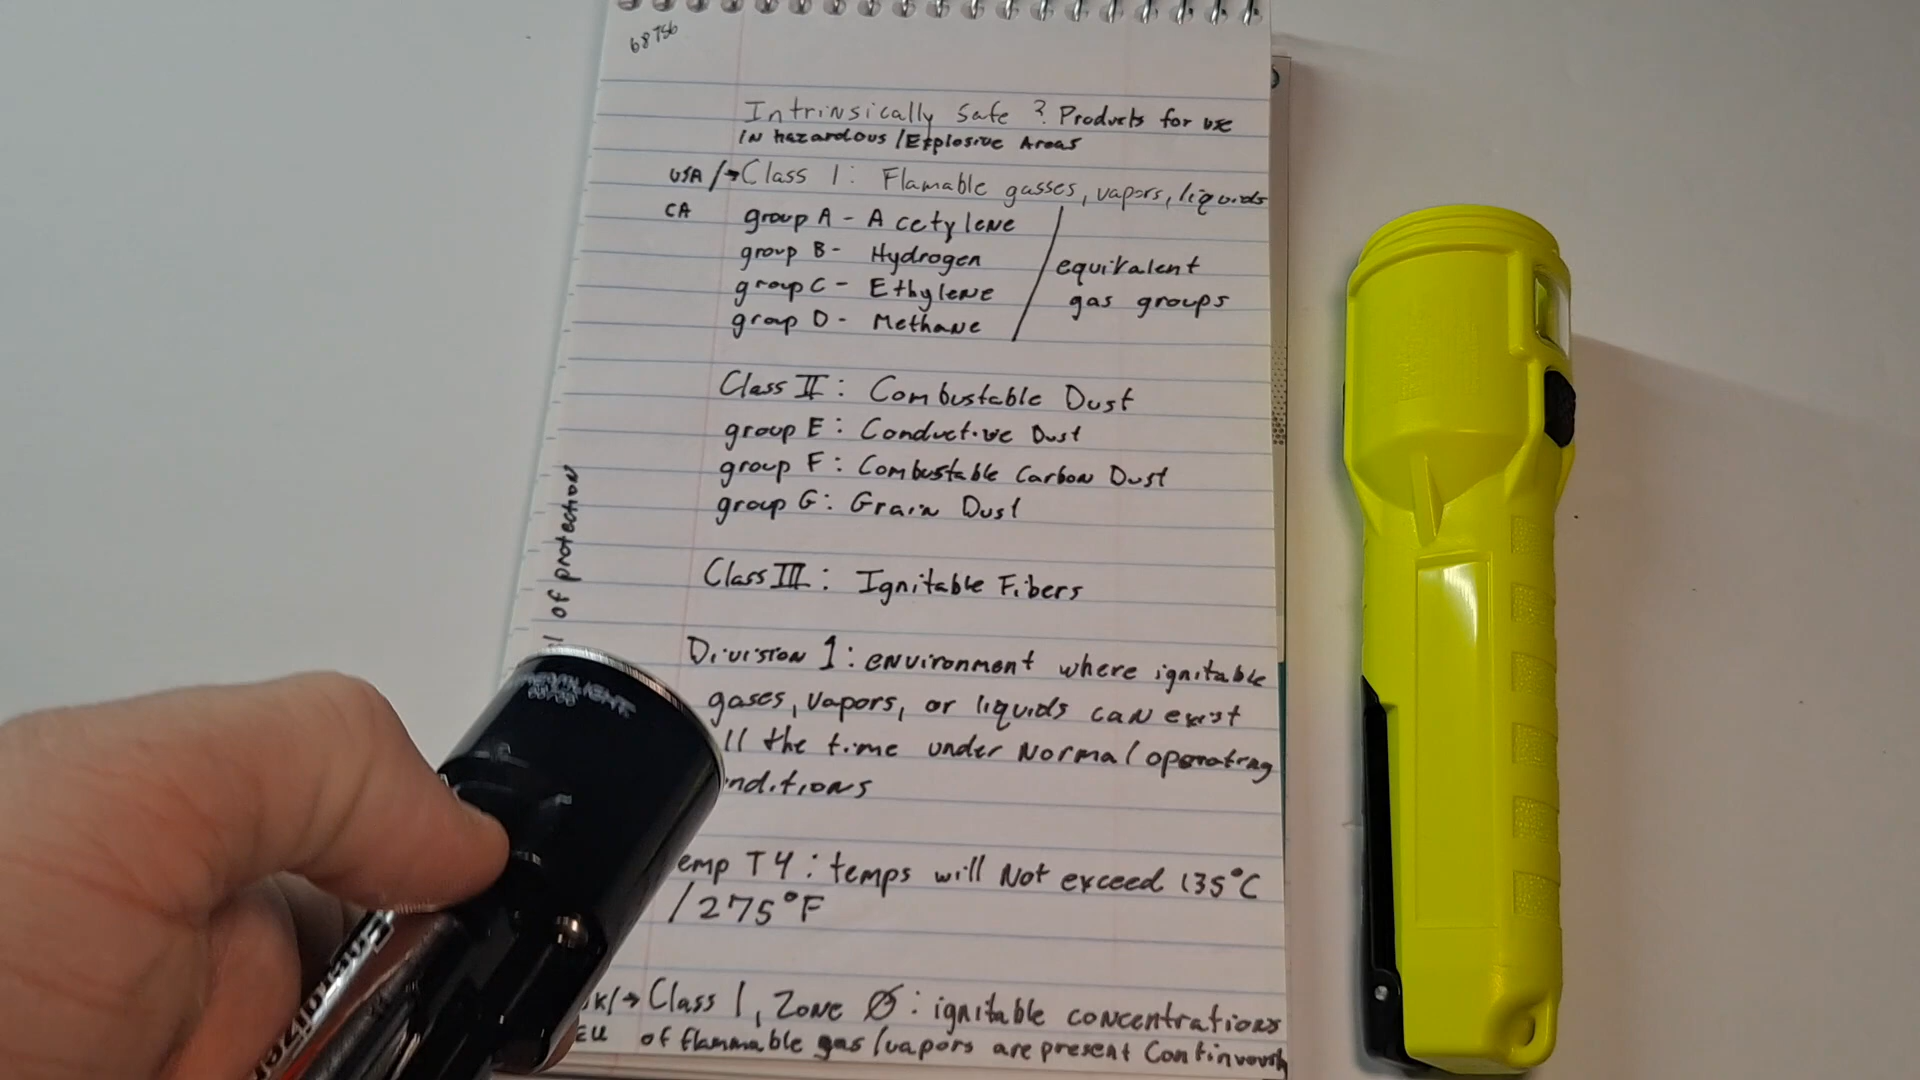 Intrinsically Safe ? Products for use
in hazardous / Explosive Areas
USA / → Class 1 : Flamable gasses, vapors, liquids
CA
group A - Acetylene
group B - Hydrogen
group C - Ethylene
group D - Methane
equivalent
gas groups
Class II : Combustable Dust
group E : Conductive Dust
group F : Combustable Carbon Dust
group G : Grain Dust
of protection
Class III : Ignitable Fibers
Division 1 : environment where ignitable
gases, vapors, or liquids can exist
ll the time under Normal operating
nditions
emp T4 : temps will Not exceed 135°C
/ 275°F
K/ → Class 1, Zone Ø : ignitable concentrations
EU of flammable gas / vapors are present Continuously
Energizer